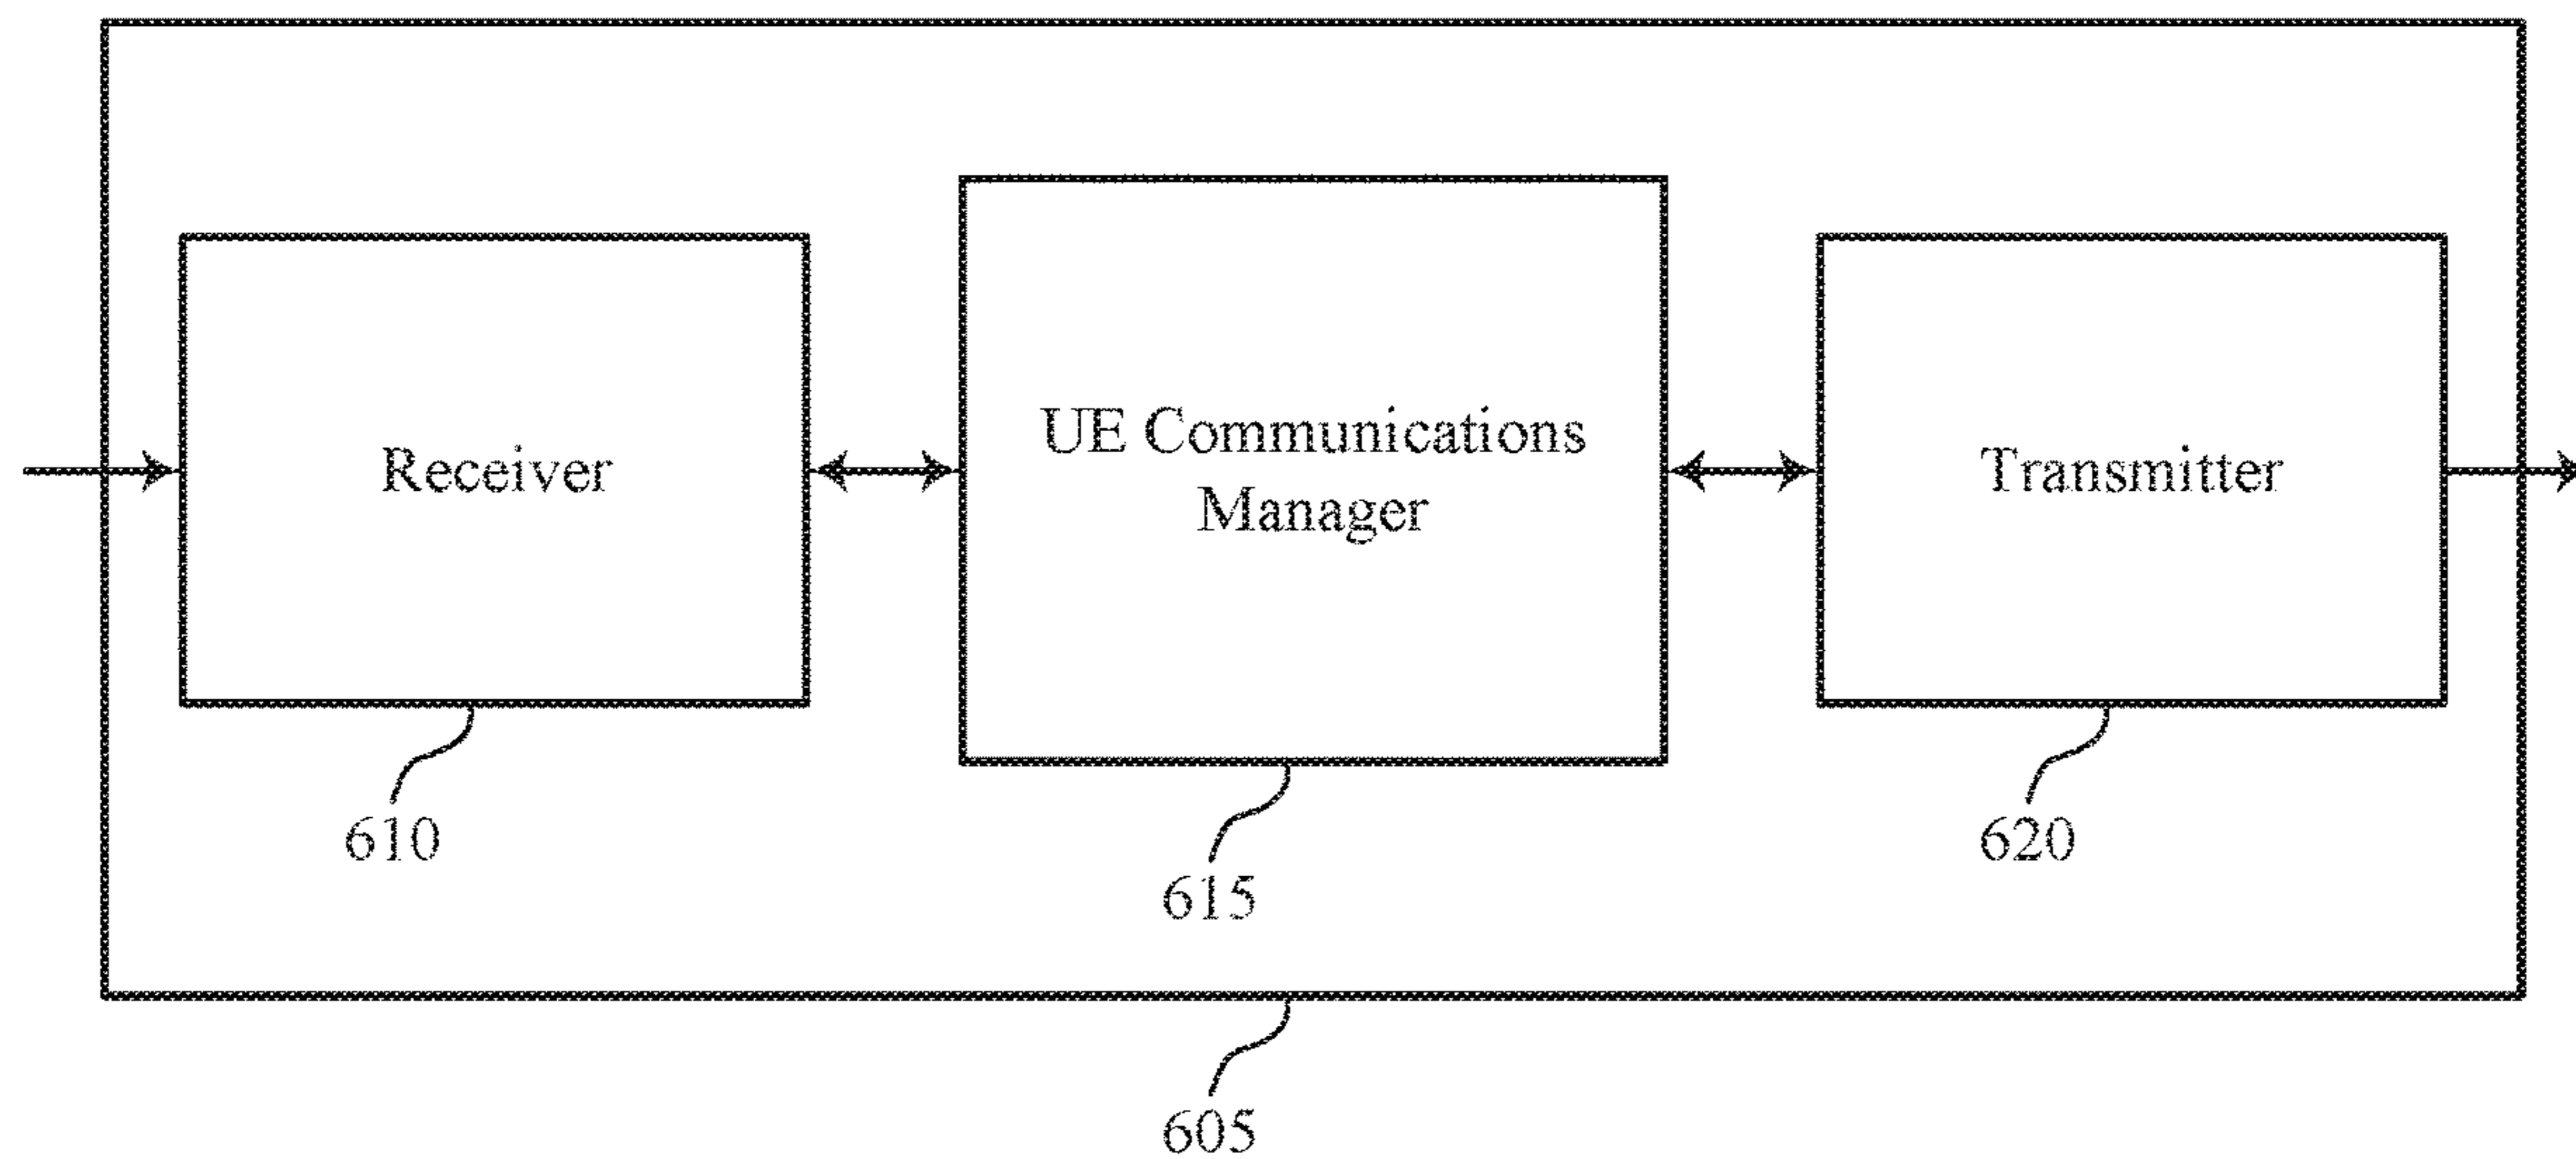 Receiver
UE Communications
Manager
Transmitter
610
615
620
605